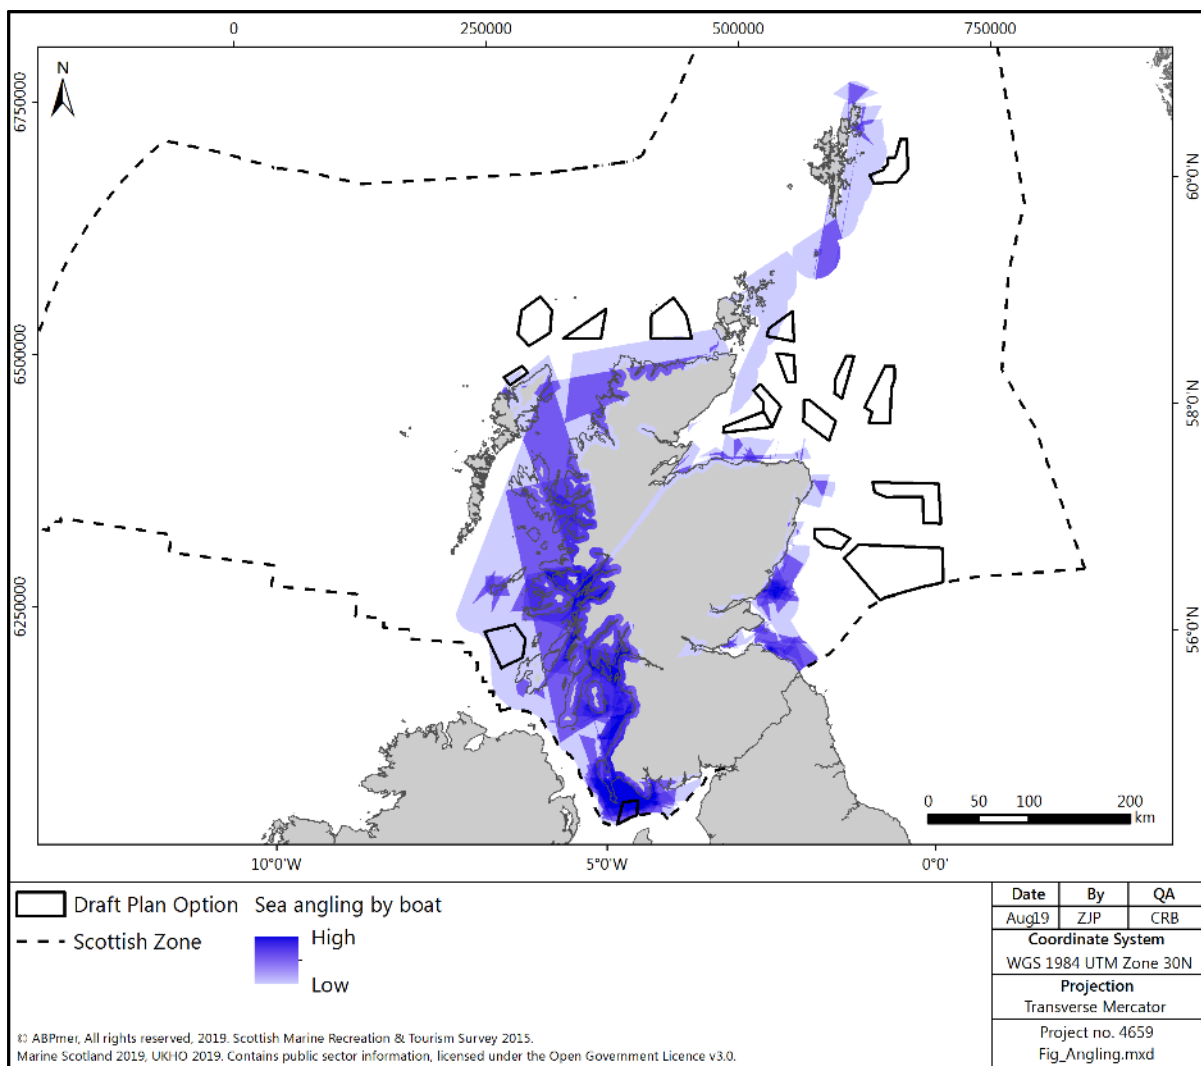 0 250000 500000 750000
N
6750000
6500000
6250000
60°0'N
58°0'N
56°0'N
0 50 100 200
km
10°0'W 5°0'W 0°0'
Draft Plan Option
Scottish Zone
Sea angling by boat
High
Low
Date By QA
Aug19 ZJP CRB
Coordinate System
WGS 1984 UTM Zone 30N
Projection
Transverse Mercator
Project no. 4659
Fig_Angling.mxd
© ABPmer, All rights reserved, 2019. Scottish Marine Recreation & Tourism Survey 2015.
Marine Scotland 2019, UKHO 2019. Contains public sector information, licensed under the Open Government Licence v3.0.